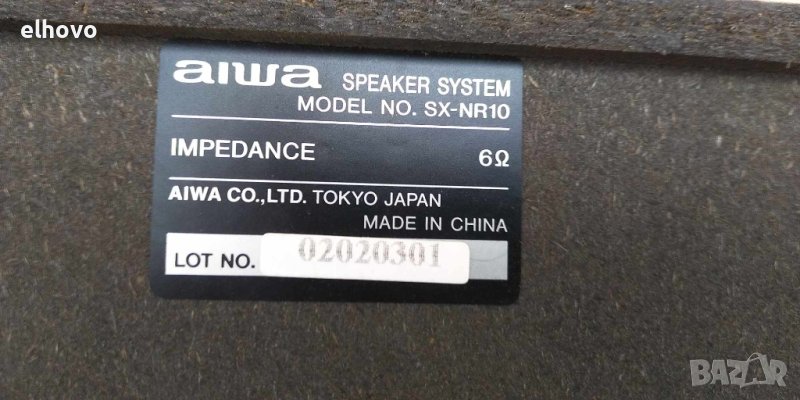 elhovo
aiwa SPEAKER SYSTEM
MODEL NO. SX-NR10
IMPEDANCE 6Ω
AIWA CO.,LTD. TOKYO JAPAN
MADE IN CHINA
LOT NO. 02020301
BAZAR